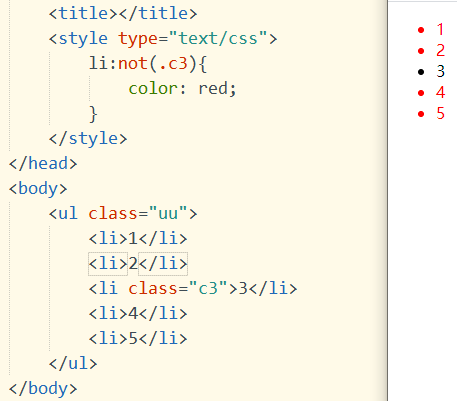 <title></title>
<style type="text/css">
li:not(.c3){
color: red;
}
</style>
</head>
<body>
<ul class="uu">
<li>1</li>
<li>2</li>
<li class="c3">3</li>
<li>4</li>
<li>5</li>
</ul>
</body>
1
2
3
4
5